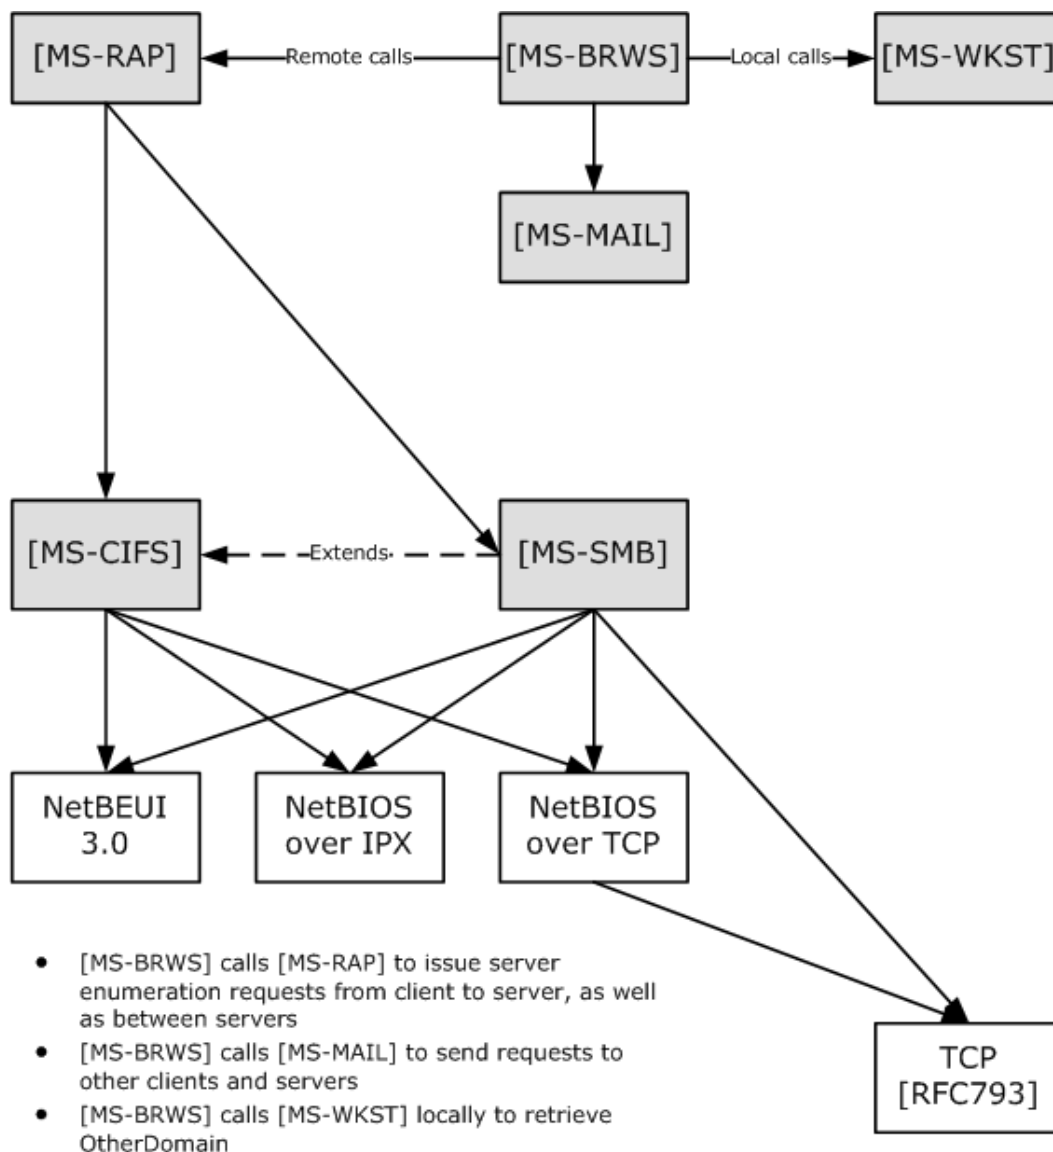 [MS-RAP]
Remote calls
[MS-BRWS]
Local calls
[MS-WKST]
[MS-MAIL]
[MS-CIFS]
Extends
[MS-SMB]
NetBEUI
3.0
NetBIOS
over IPX
NetBIOS
over TCP
● [MS-BRWS] calls [MS-RAP] to issue server
enumeration requests from client to server, as well
as between servers
● [MS-BRWS] calls [MS-MAIL] to send requests to
other clients and servers
● [MS-BRWS] calls [MS-WKST] locally to retrieve
OtherDomain
TCP
[RFC793]